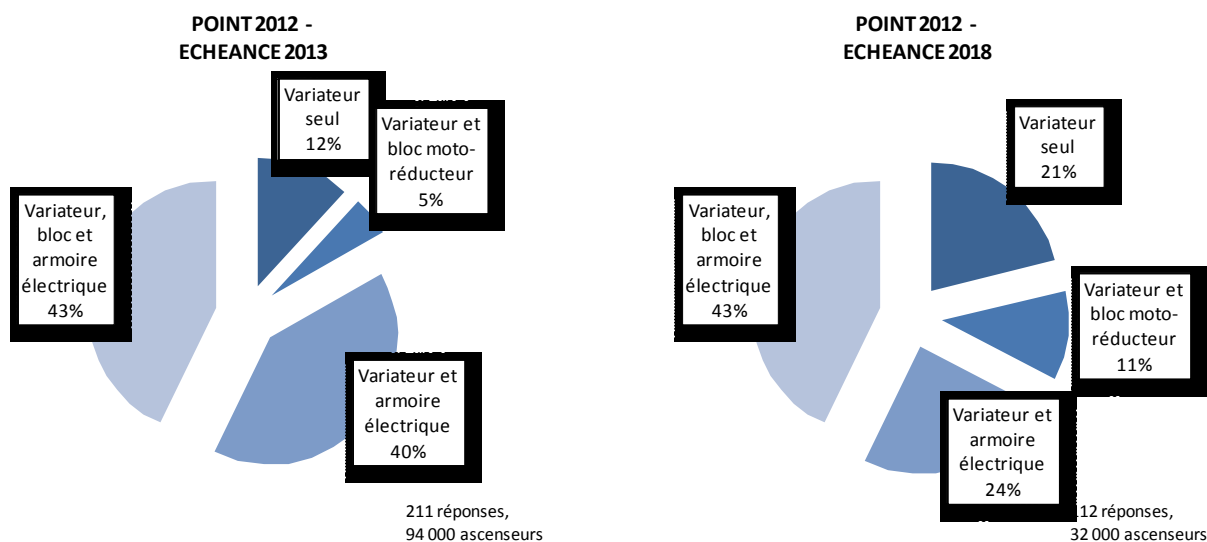 POINT 2012 -
ECHEANCE 2013
Variateur
seul
12%
Variateur et
bloc moto-
réducteur
5%
Variateur,
bloc et
armoire
électrique
43%
Variateur et
armoire
électrique
40%
211 réponses,
94 000 ascenseurs
POINT 2012 -
ECHEANCE 2018
Variateur
seul
21%
Variateur,
bloc et
armoire
électrique
43%
Variateur et
bloc moto-
réducteur
11%
Variateur et
armoire
électrique
24%
réponses,
32 000 ascenseurs